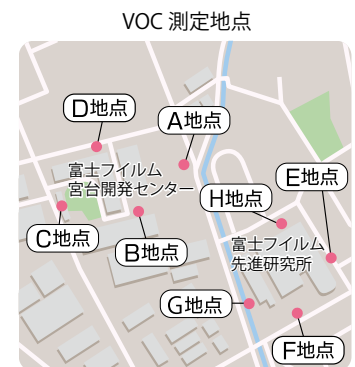 VOC 測定地点
D地点
A地点
富士フイルム
宮台開発センター
E地点
H地点
C地点
B地点
富士フイルム
先進研究所
G地点
F地点